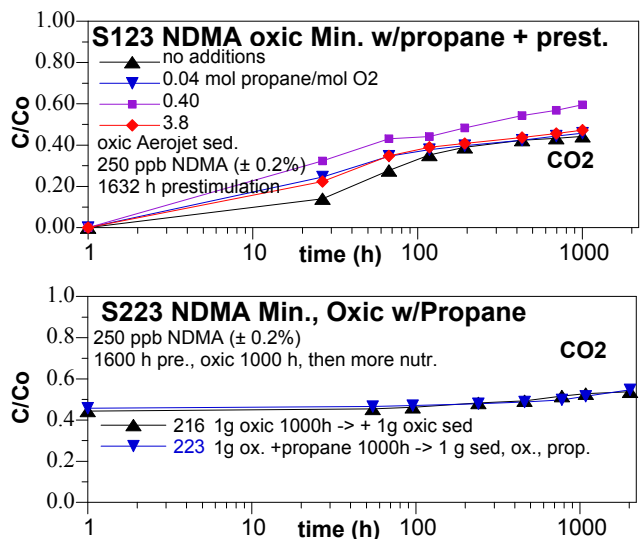 S123 NDMA oxic Min. w/propane + prest.
no additions
0.04 mol propane/mol O2
0.40
3.8
oxic Aerojet sed.
250 ppb NDMA (± 0.2%)
1632 h prestimulation
CO2
C/Co
1.00
0.80
0.60
0.40
0.20
0.00
1
10
100
1000
time (h)
S223 NDMA Min., Oxic w/Propane
250 ppb NDMA (± 0.2%)
1600 h pre., oxic 1000 h, then more nutr.
CO2
216 1g oxic 1000h -> + 1g oxic sed
223 1g ox. +propane 1000h -> 1 g sed, ox., prop.
C/Co
1.0
0.8
0.6
0.4
0.2
0.0
1
10
100
1000
time (h)